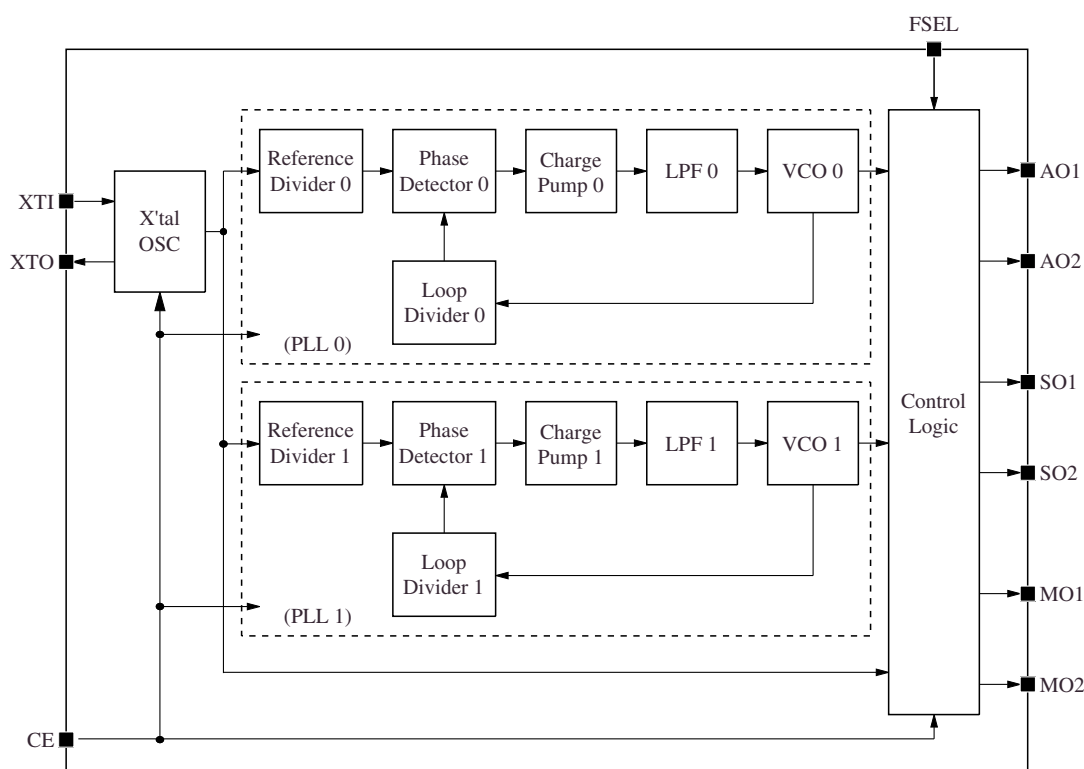 FSEL
Reference
Divider 0
Phase
Detector 0
Charge
Pump 0
LPF 0
VCO 0
AO1
XTI
X'tal
OSC
XTO
AO2
Loop
Divider 0
(PLL 0)
SO1
Control
Logic
Reference
Divider 1
Phase
Detector 1
Charge
Pump 1
LPF 1
VCO 1
SO2
Loop
Divider 1
(PLL 1)
MO1
MO2
CE